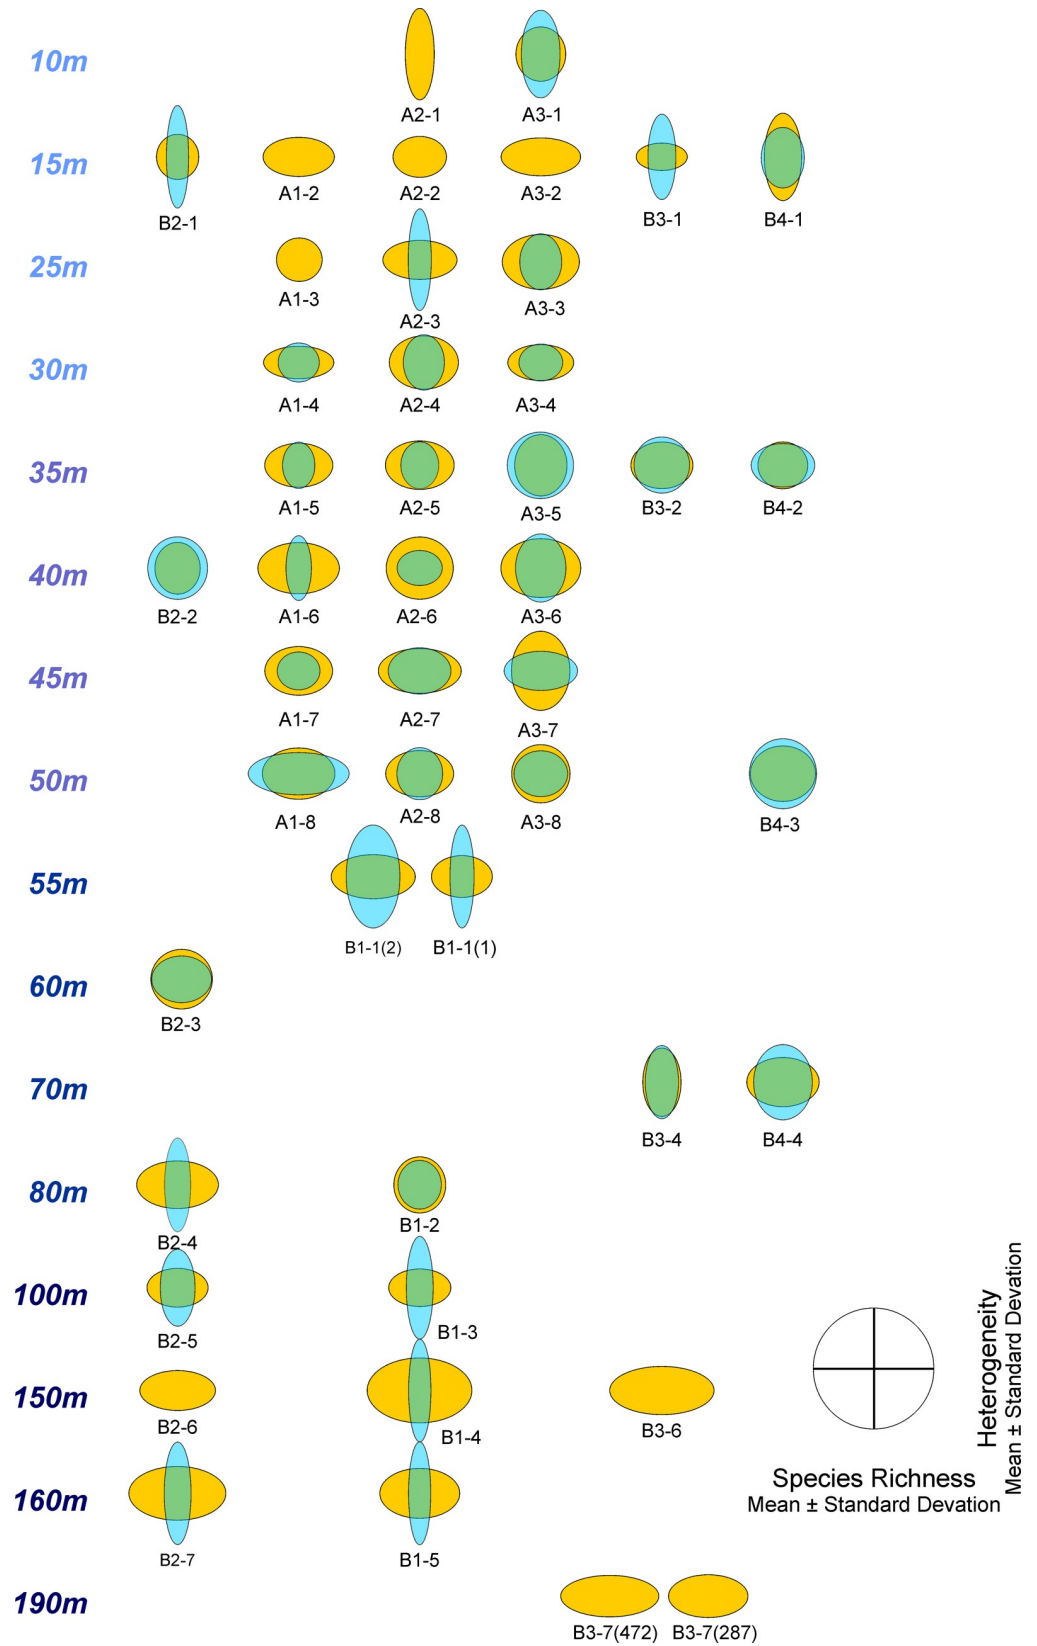 10m
A2-1
A3-1
15m
B2-1
A1-2
A2-2
A3-2
B3-1
B4-1
25m
A1-3
A2-3
A3-3
30m
A1-4
A2-4
A3-4
35m
A1-5
A2-5
A3-5
B3-2
B4-2
40m
B2-2
A1-6
A2-6
A3-6
45m
A1-7
A2-7
A3-7
50m
A1-8
A2-8
A3-8
B4-3
55m
B1-1(2)
B1-1(1)
60m
B2-3
70m
B3-4
B4-4
80m
B2-4
B1-2
100m
B2-5
B1-3
150m
B2-6
B1-4
B3-6
160m
B2-7
B1-5
190m
B3-7(472)
B3-7(287)
Heterogeneity
Mean ± Standard Devation
Species Richness
Mean ± Standard Devation